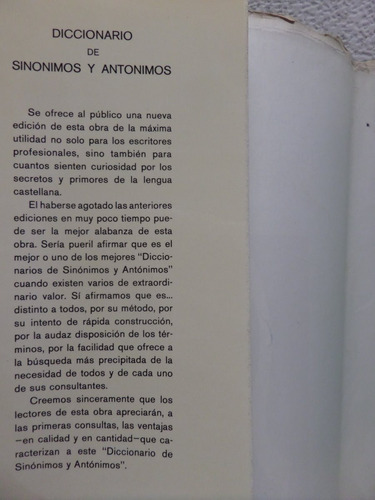 DICCIONARIO
DE
SINONIMOS Y ANTONIMOS
Se ofrece al público una nueva
edición de esta obra de la máxima
utilidad no solo para los escritores
profesionales, sino también para
cuantos sienten curiosidad por los
secretos y primores de la lengua
castellana.
El haberse agotado las anteriores
ediciones en muy poco tiempo pue-
de ser la mejor alabanza de esta
obra. Sería pueril afirmar que es el
mejor o uno de los mejores "Diccio-
narios de Sinónimos y Antónimos"
cuando existen varios de extraordi-
nario valor. Sí afirmamos que es...
distinto a todos, por su método, por
su intento de rápida construcción,
por la audaz disposición de los tér-
minos, por la facilidad que ofrece a
la búsqueda más precipitada de la
necesidad de todos y de cada uno
de sus consultantes.
Creemos sinceramente que los
lectores de esta obra apreciarán, a
las primeras consultas, las ventajas
—en calidad y en cantidad—que ca-
racterizan a este "Diccionario de
Sinónimos y Antónimos".